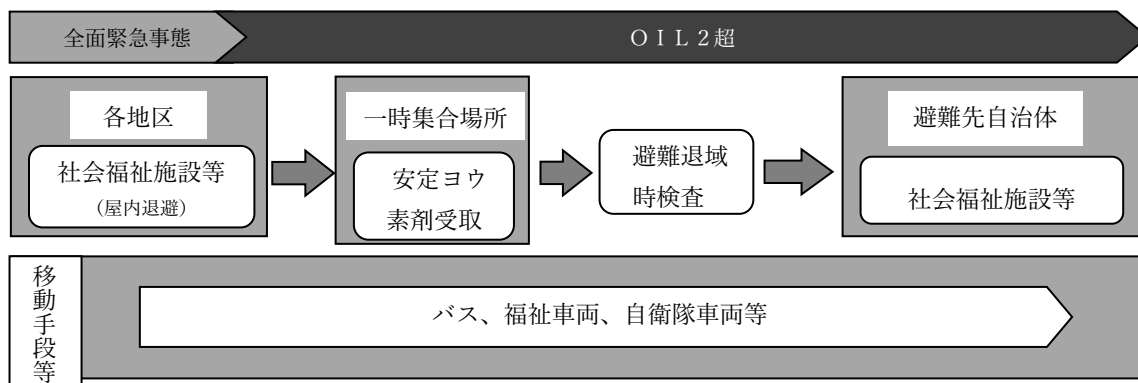 全面緊急事態
ＯＩＬ２超
各地区
社会福祉施設等
（屋内退避）
一時集合場所
安定ヨウ
素剤受取
避難退域
時検査
避難先自治体
社会福祉施設等
移動手段等
バス、福祉車両、自衛隊車両等